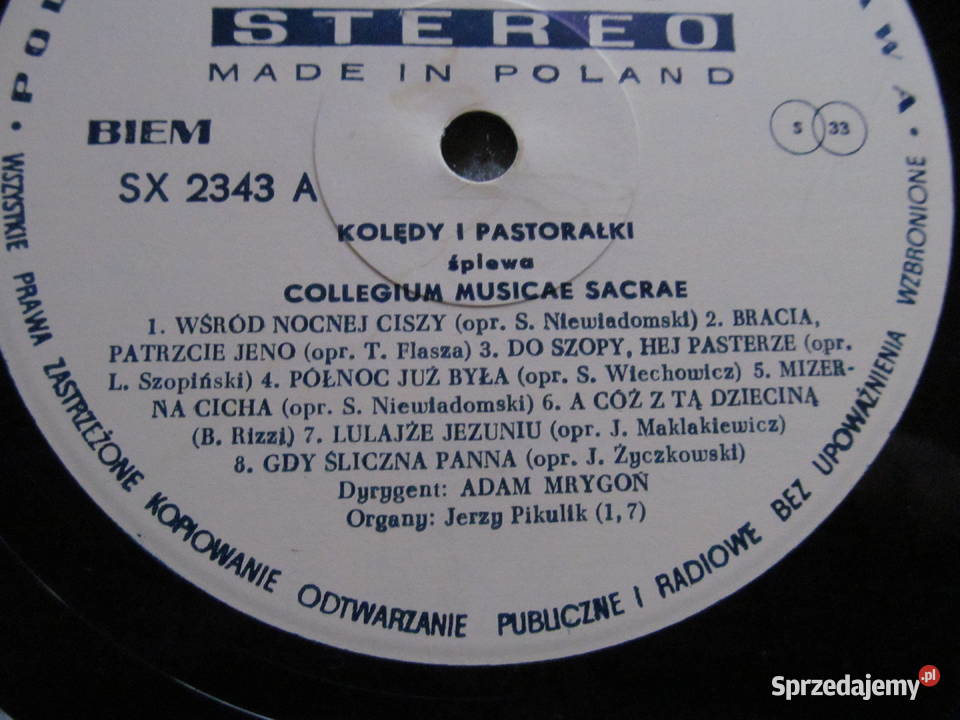 STEREO
MADE IN POLAND
BIEM
SX 2343 A
S 33
KOLĘDY I PASTORAŁKI
śpiewa
COLLEGIUM MUSICAE SACRAE
1. WŚRÓD NOCNEJ CISZY (opr. S. Niewiadomski) 2. BRACIA,
PATRZCIE JENO (opr. T. Flasza) 3. DO SZOPY, HEJ PASTERZE (opr.
L. Szopiński) 4. PÓŁNOC JUŻ BYŁA (opr. S. Wiechowicz) 5. MIZER-
NA CICHA (opr. S. Niewiadomski) 6. A CÓŻ Z TĄ DZIECINĄ
(B. Rizzi) 7. LULAJŻE JEZUNIU (opr. J. Maklakiewicz)
8. GDY ŚLICZNA PANNA (opr. J. Życzkowski)
Dyrygent: ADAM MRYGOŃ
Organy: Jerzy Pikulik (1, 7)
• WSZYSTKIE PRAWA ZASTRZEŻONE KOPIOWANIE ODTWARZANIE PUBLICZNE I RADIOWE BEZ UPOWAŻNIENIA WZBRONIONE •
Sprzedajemy.pl